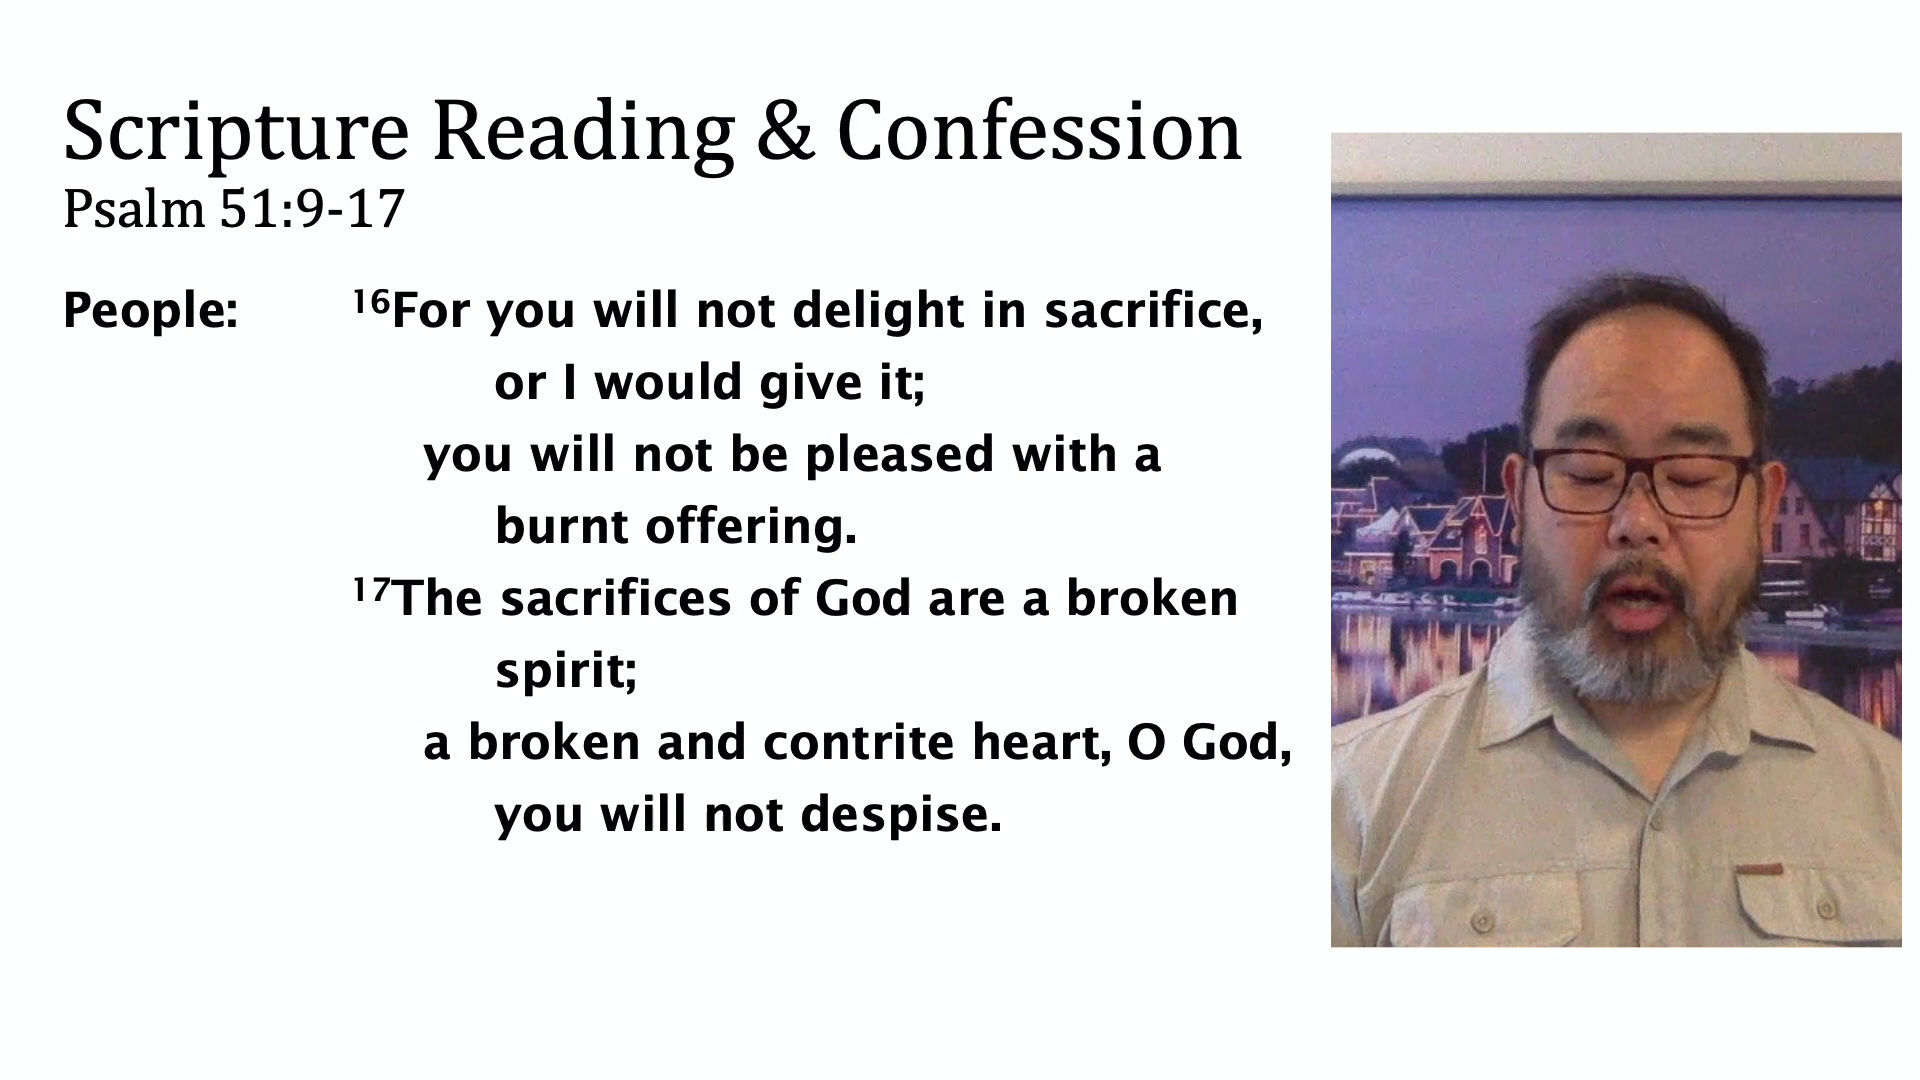 Scripture Reading & Confession
Psalm 51:9-17
People: 16For you will not delight in sacrifice,
or I would give it;
you will not be pleased with a
burnt offering.
17The sacrifices of God are a broken
spirit;
a broken and contrite heart, O God,
you will not despise.